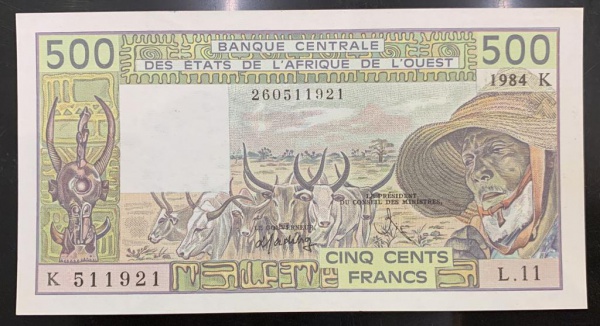 500
BANQUE CENTRALE
DES ÉTATS DE L'AFRIQUE DE L'OUEST
500
1984 K
260511921
LE PRÉSIDENT
DU CONSEIL DES MINISTRES,
LE GOUVERNEUR
K 511921
CINQ CENTS
FRANCS
L.11